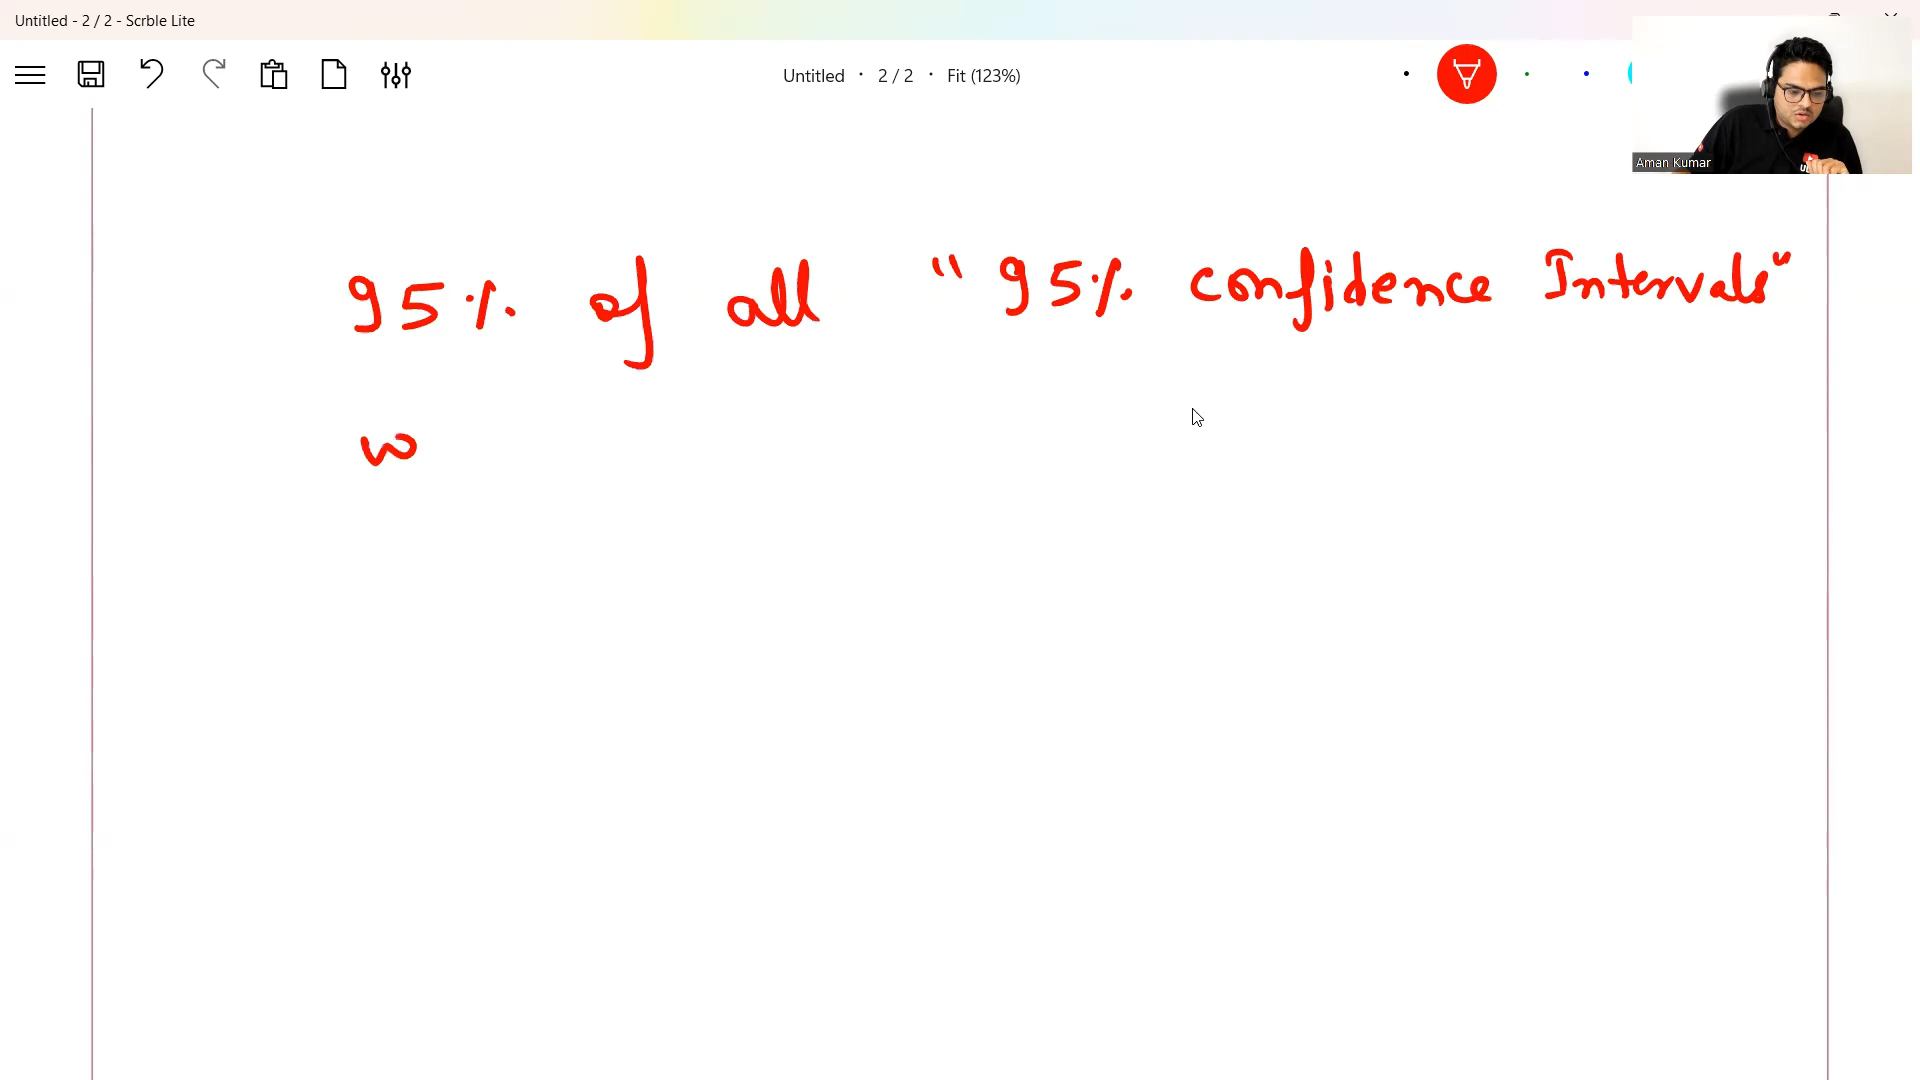 Untitled - 2 / 2 - Scrble Lite
Untitled • 2 / 2 • Fit (123%)
Aman Kumar
95% of all "95% confidence Intervals"
w